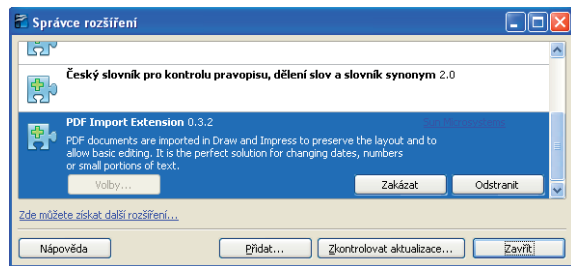 Správce rozšíření
Český slovník pro kontrolu pravopisu, dělení slov a slovník synonym 2.0
PDF Import Extension 0.3.2 Sun Microsystems
PDF documents are imported in Draw and Impress to preserve the layout and to
allow basic editing. It is the perfect solution for changing dates, numbers
or small portions of text.
Volby... Zakázat Odstranit
Zde můžete získat další rozšíření...
Nápověda Přidat... Zkontrolovat aktualizace... Zavřít